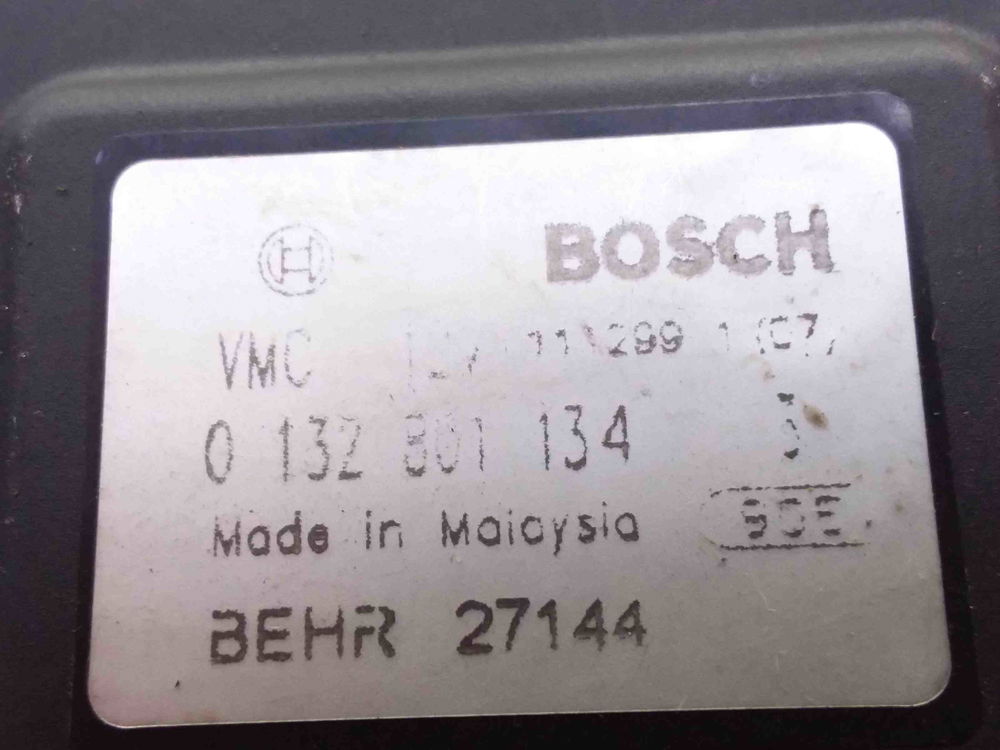 BOSCH
VMC
0 132 801 134
Made in Malaysia
BEHR 27144